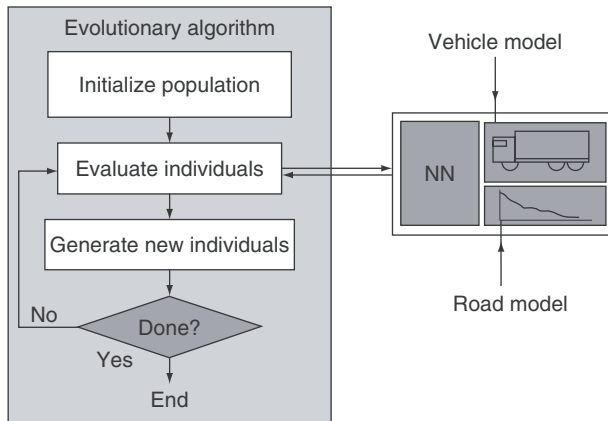 Evolutionary algorithm
Initialize population
Evaluate individuals
Generate new individuals
Done?
No
Yes
End
Vehicle model
NN
Road model